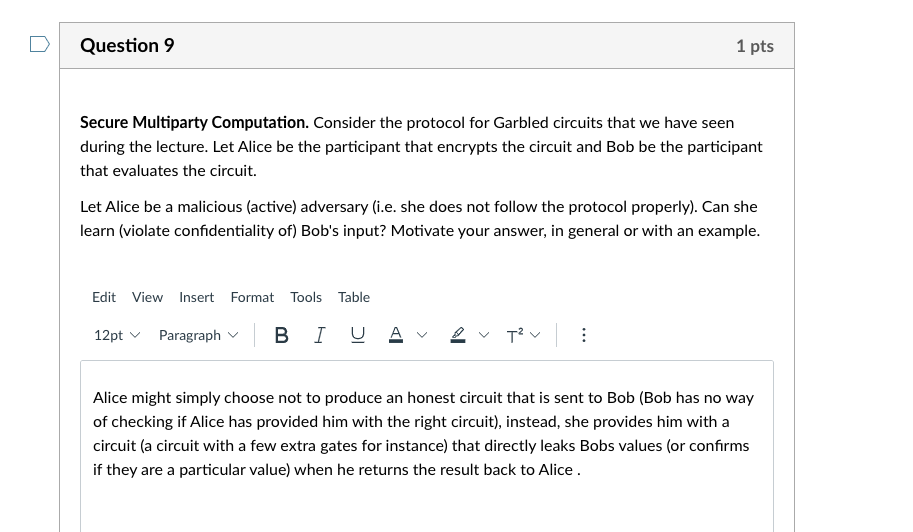 Question 9
1 pts
Secure Multiparty Computation. Consider the protocol for Garbled circuits that we have seen
during the lecture. Let Alice be the participant that encrypts the circuit and Bob be the participant
that evaluates the circuit.
Let Alice be a malicious (active) adversary (i.e. she does not follow the protocol properly). Can she
learn (violate confidentiality of) Bob's input? Motivate your answer, in general or with an example.
Edit View Insert Format Tools Table
12pt Paragraph B I U A T²
Alice might simply choose not to produce an honest circuit that is sent to Bob (Bob has no way
of checking if Alice has provided him with the right circuit), instead, she provides him with a
circuit (a circuit with a few extra gates for instance) that directly leaks Bobs values (or confirms
if they are a particular value) when he returns the result back to Alice .